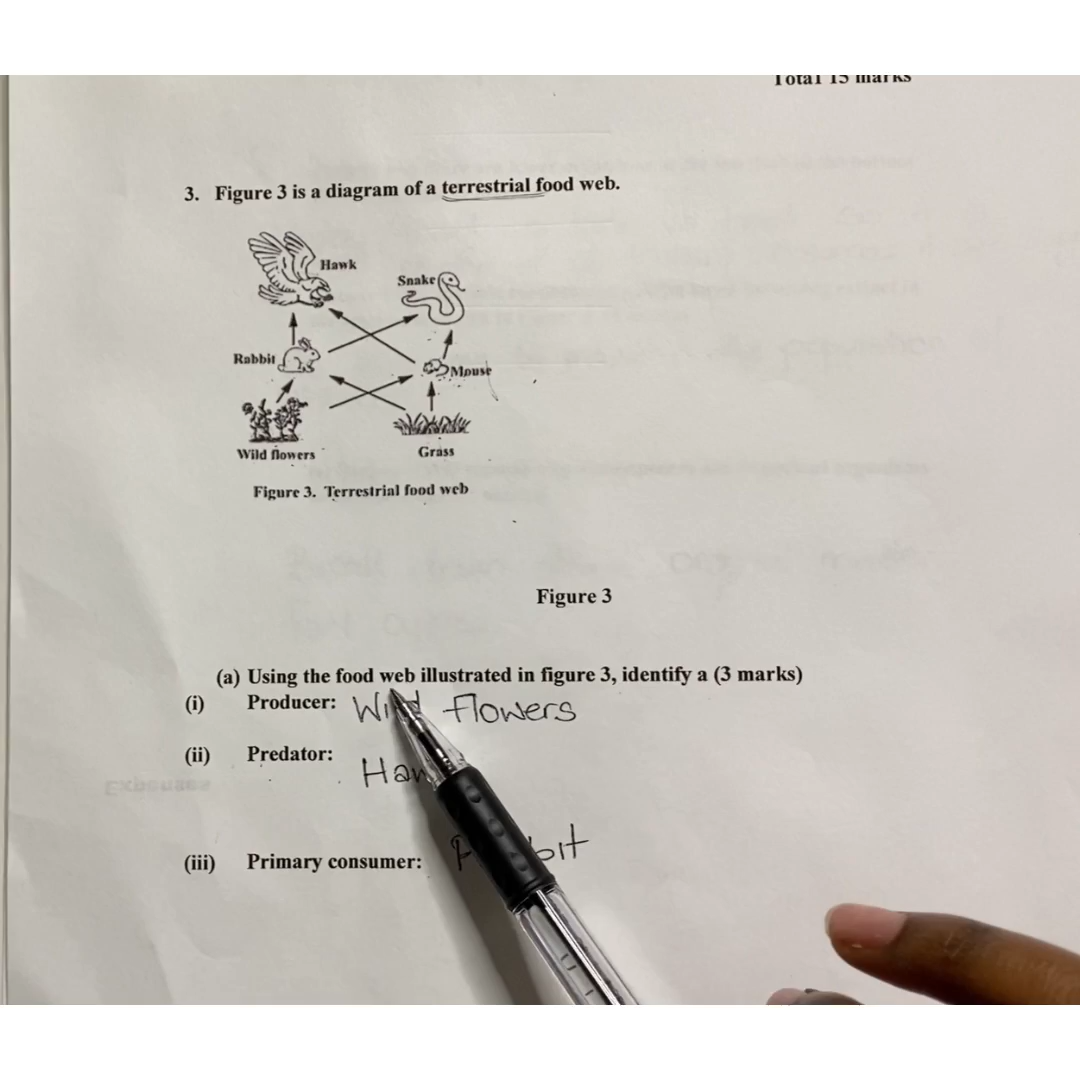 Total 15 marks
3. Figure 3 is a diagram of a terrestrial food web.
Hawk
Snake
Rabbit
Mouse
Wild flowers
Grass
Figure 3. Terrestrial food web
Figure 3
(a) Using the food web illustrated in figure 3, identify a (3 marks)
(i) Producer: Wild flowers
(ii) Predator:
(iii) Primary consumer: